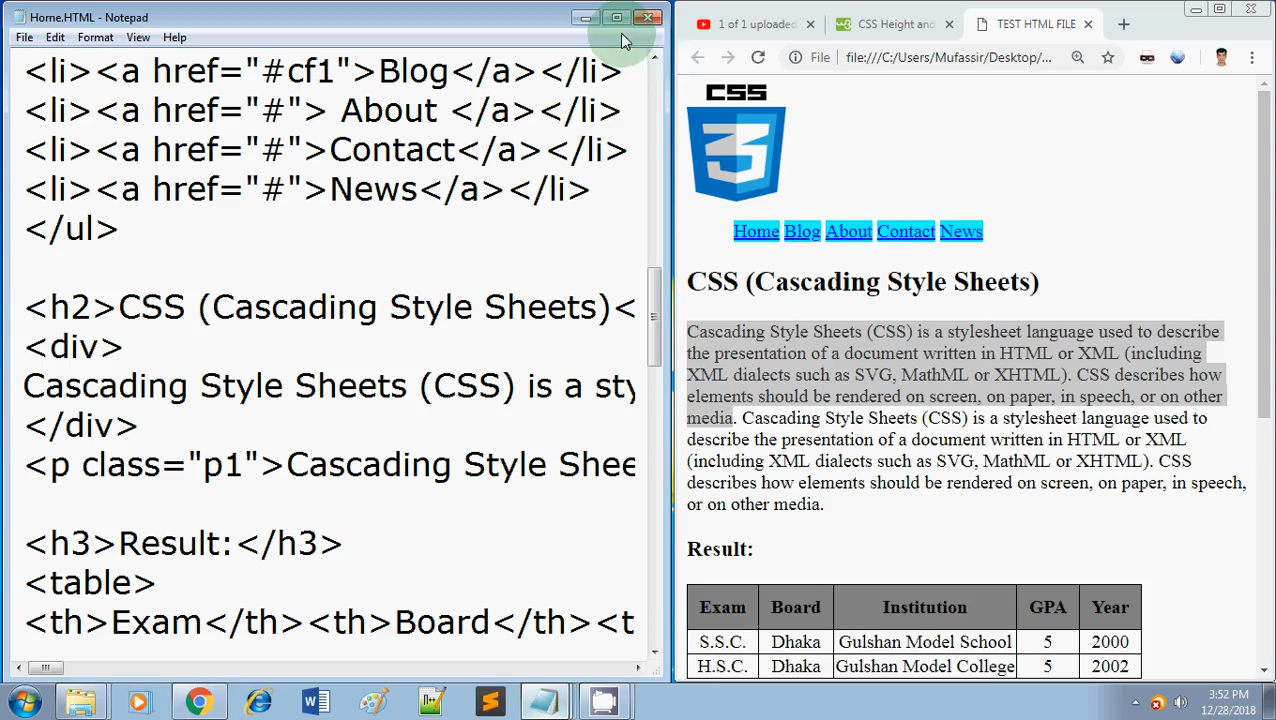 Home.HTML - Notepad
File Edit Format View Help
<li><a href="#cf1">Blog</a></li>
<li><a href="#"> About </a></li>
<li><a href="#">Contact</a></li>
<li><a href="#">News</a></li>
</ul>
<h2>CSS (Cascading Style Sheets)<
<div>
Cascading Style Sheets (CSS) is a sty
</div>
<p class="p1">Cascading Style Shee
<h3>Result:</h3>
<table>
<th>Exam</th><th>Board</th><t
1 of 1 uploaded
CSS Height and
TEST HTML FILE
File file:///C:/Users/Mufassir/Desktop/...
CSS
3
Home Blog About Contact News
CSS (Cascading Style Sheets)
Cascading Style Sheets (CSS) is a stylesheet language used to describe
the presentation of a document written in HTML or XML (including
XML dialects such as SVG, MathML or XHTML). CSS describes how
elements should be rendered on screen, on paper, in speech, or on other
media. Cascading Style Sheets (CSS) is a stylesheet language used to
describe the presentation of a document written in HTML or XML
(including XML dialects such as SVG, MathML or XHTML). CSS
describes how elements should be rendered on screen, on paper, in speech,
or on other media.
Result:
Exam Board Institution GPA Year
S.S.C. Dhaka Gulshan Model School 5 2000
H.S.C. Dhaka Gulshan Model College 5 2002
3:52 PM
12/28/2018